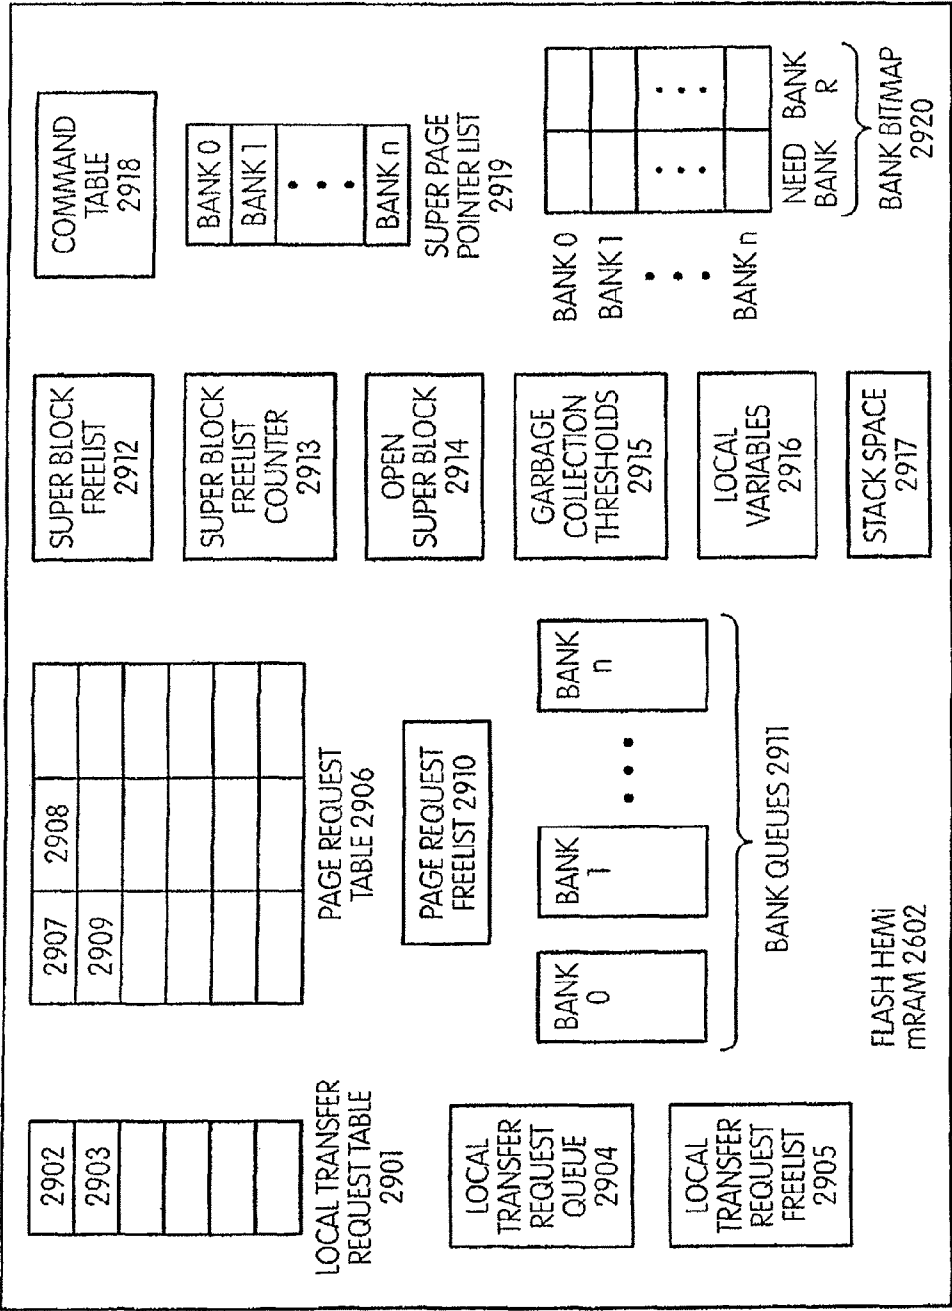 2902
2903
LOCAL TRANSFER
REQUEST TABLE
2901
LOCAL
TRANSFER
REQUEST
QUEUE
2904
LOCAL
TRANSFER
REQUEST
FREELIST
2905
2907
2908
2909
PAGE REQUEST
TABLE 2906
PAGE REQUEST
FREELIST 2910
BANK
0
BANK
1
• • •
BANK
n
BANK QUEUES 2911
FLASH HEMi
mRAM 2602
SUPER BLOCK
FREELIST
2912
SUPER BLOCK
FREELIST
COUNTER
2913
OPEN
SUPER BLOCK
2914
GARBAGE
COLLECTION
THRESHOLDS
2915
LOCAL
VARIABLES
2916
STACK SPACE
2917
COMMAND
TABLE
2918
BANK 0
BANK 1
• • •
BANK n
SUPER PAGE
POINTER LIST
2919
BANK 0
BANK 1
• • •
BANK n
• • •
• • •
NEED
BANK
BANK
R
BANK BITMAP
2920